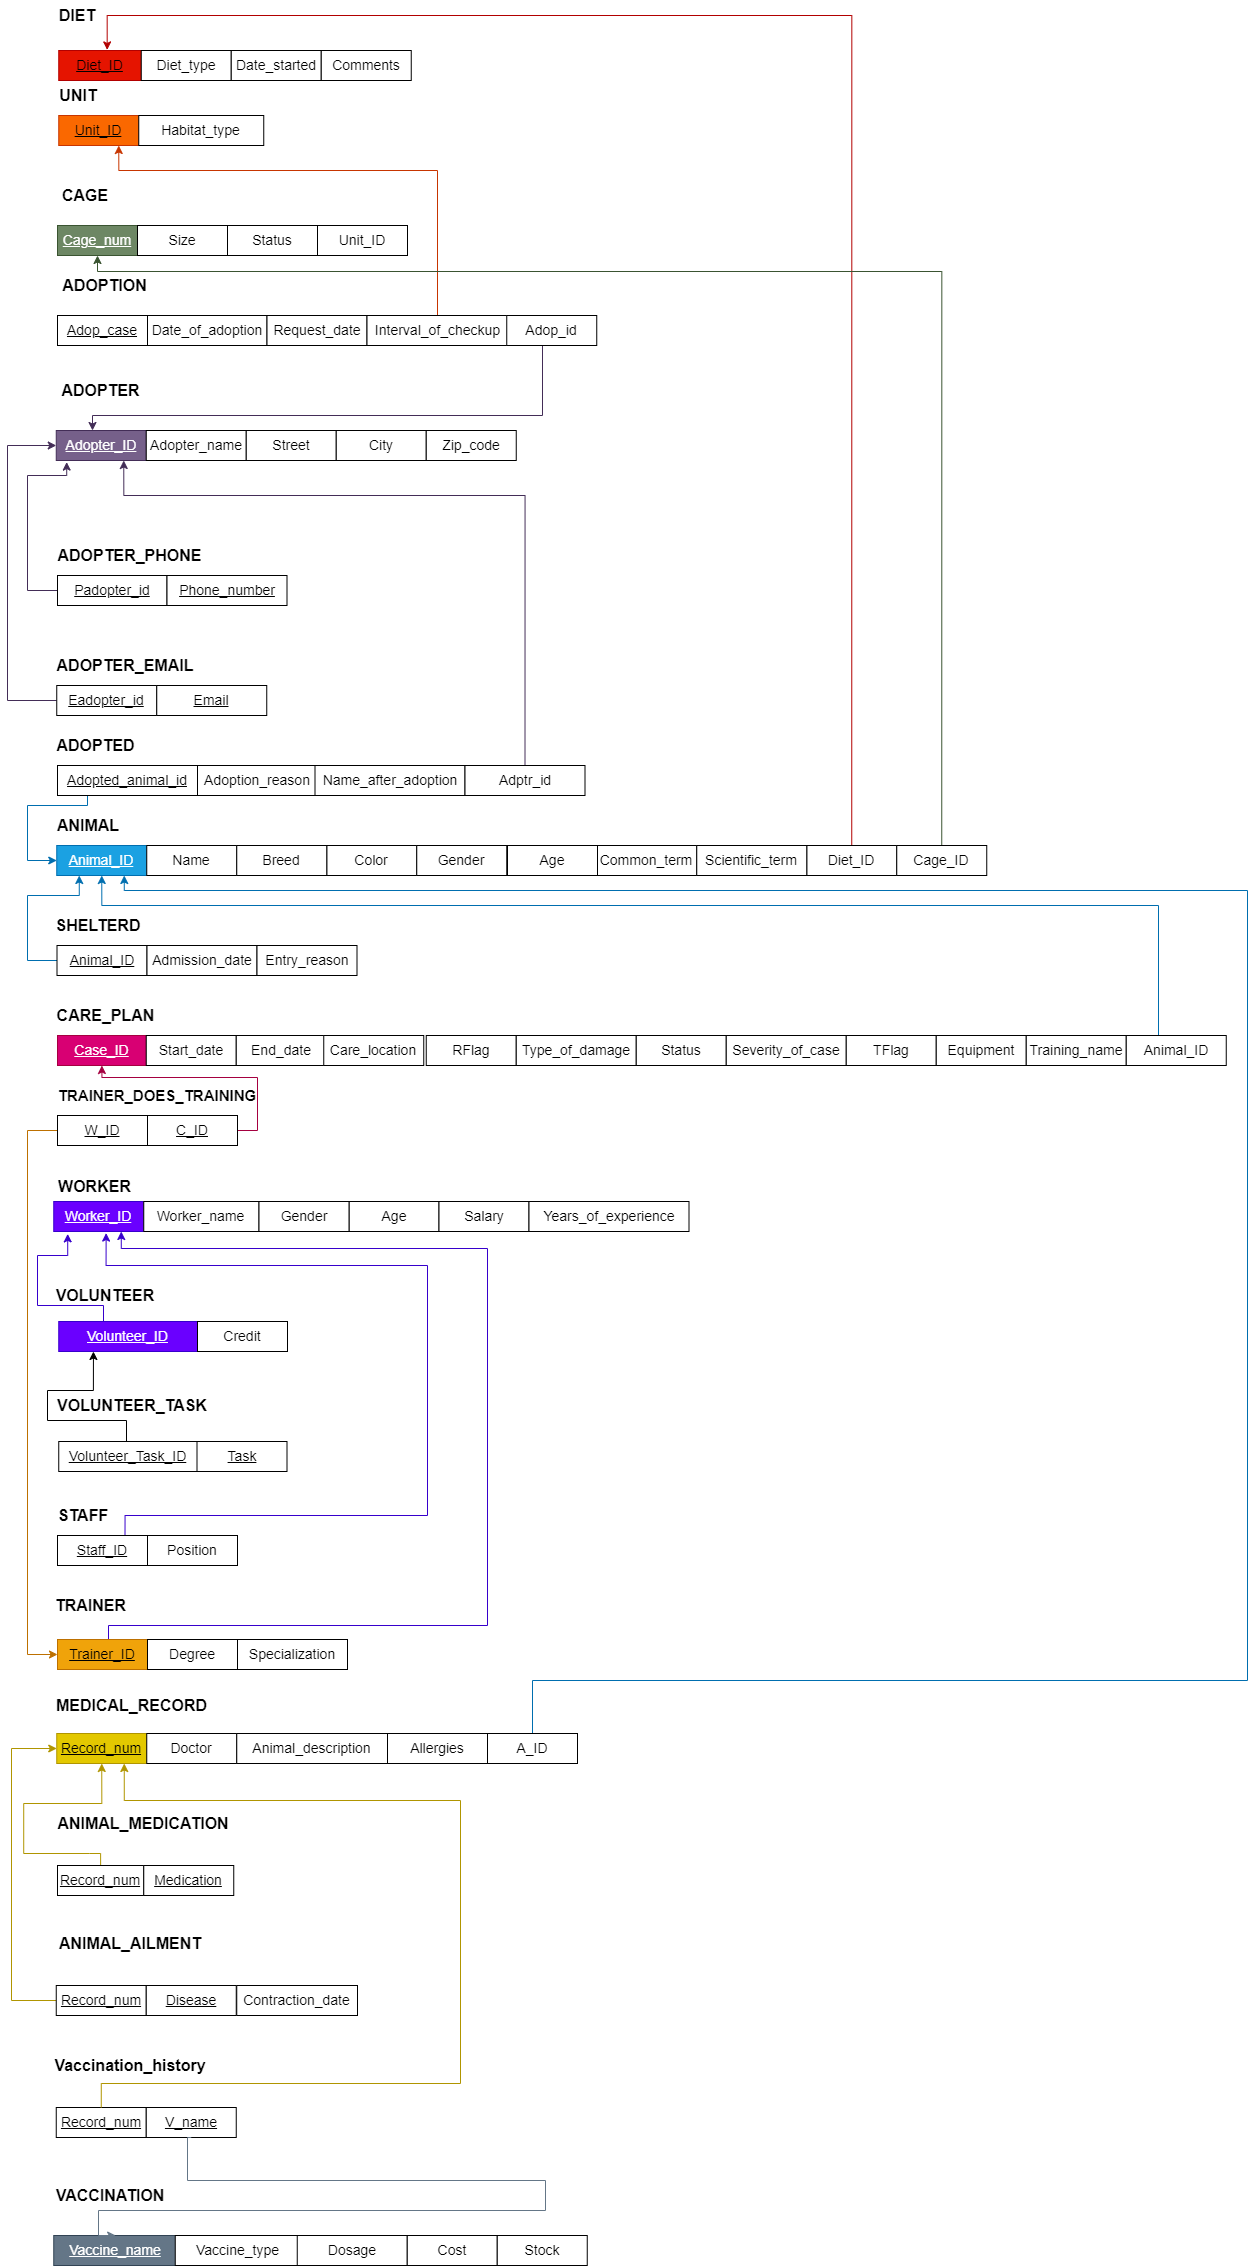 DIET
Diet_ID Diet_type Date_started Comments
UNIT
Unit_ID Habitat_type
CAGE
Cage_num Size Status Unit_ID
ADOPTION
Adop_case Date_of_adoption Request_date Interval_of_checkup Adop_id
ADOPTER
Adopter_ID Adopter_name Street City Zip_code
ADOPTER_PHONE
Padopter_id Phone_number
ADOPTER_EMAIL
Eadopter_id Email
ADOPTED
Adopted_animal_id Adoption_reason Name_after_adoption Adptr_id
ANIMAL
Animal_ID Name Breed Color Gender Age Common_term Scientific_term Diet_ID Cage_ID
SHELTERD
Animal_ID Admission_date Entry_reason
CARE_PLAN
Case_ID Start_date End_date Care_location RFlag Type_of_damage Status Severity_of_case TFlag Equipment Training_name Animal_ID
TRAINER_DOES_TRAINING
W_ID C_ID
WORKER
Worker_ID Worker_name Gender Age Salary Years_of_experience
VOLUNTEER
Volunteer_ID Credit
VOLUNTEER_TASK
Volunteer_Task_ID Task
STAFF
Staff_ID Position
TRAINER
Trainer_ID Degree Specialization
MEDICAL_RECORD
Record_num Doctor Animal_description Allergies A_ID
ANIMAL_MEDICATION
Record_num Medication
ANIMAL_AILMENT
Record_num Disease Contraction_date
Vaccination_history
Record_num V_name
VACCINATION
Vaccine_name Vaccine_type Dosage Cost Stock